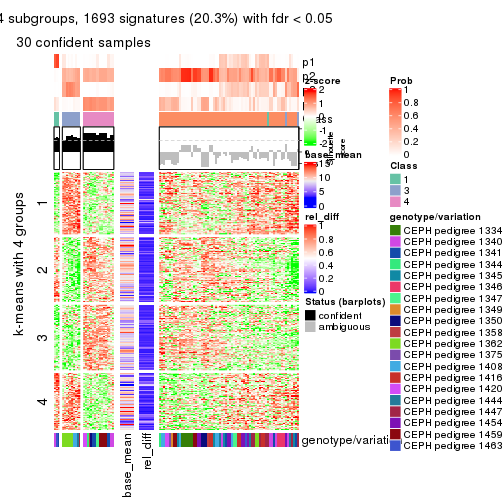 4 subgroups, 1693 signatures (20.3%) with fdr < 0.05
30 confident samples
p1
p2
k-means with 4 groups
1
2
3
4
base_mean
rel_diff
genotype/variati
z-score
2
1
-1
-2
base_mean
15
10
5
0
rel_diff
1
0.8
0.6
0.4
0.2
0
Status (barplots)
confident
ambiguous
Prob
1
0.8
0.6
0.4
0.2
0
Class
1
3
4
genotype/variation
CEPH pedigree 1334
CEPH pedigree 1340
CEPH pedigree 1341
CEPH pedigree 1344
CEPH pedigree 1345
CEPH pedigree 1346
CEPH pedigree 1347
CEPH pedigree 1349
CEPH pedigree 1350
CEPH pedigree 1358
CEPH pedigree 1362
CEPH pedigree 1375
CEPH pedigree 1408
CEPH pedigree 1416
CEPH pedigree 1420
CEPH pedigree 1444
CEPH pedigree 1447
CEPH pedigree 1454
CEPH pedigree 1459
CEPH pedigree 1463